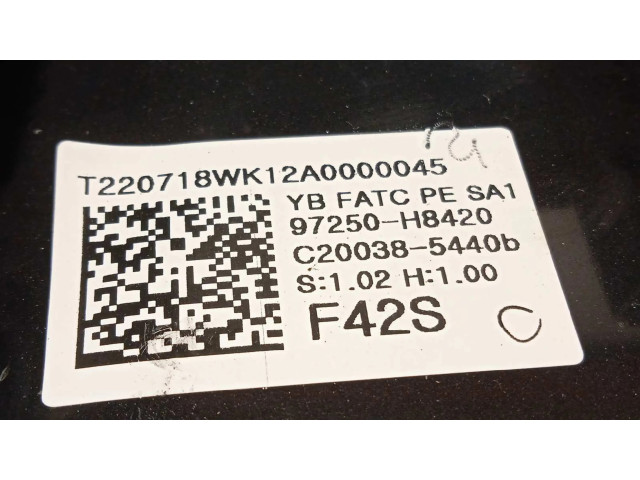 T220718WK12A0000045
YB FATC PE SA1
97250-H8420
C20038-5440b
S:1.02 H:1.00
F42S